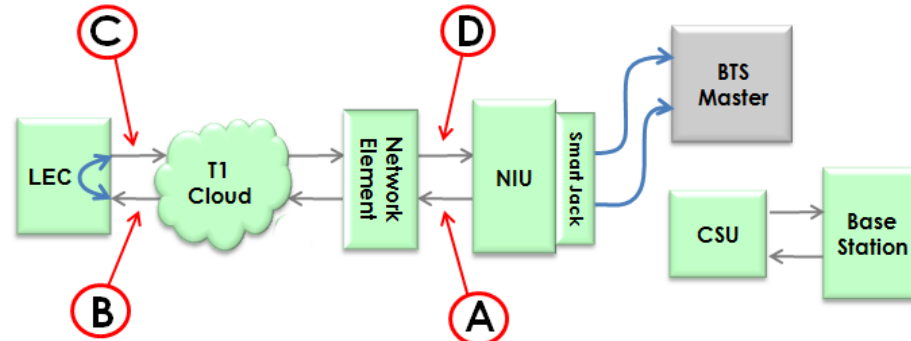 C
D
LEC
T1
Cloud
Network
Element
NIU
Smart Jack
BTS
Master
CSU
Base
Station
B
A